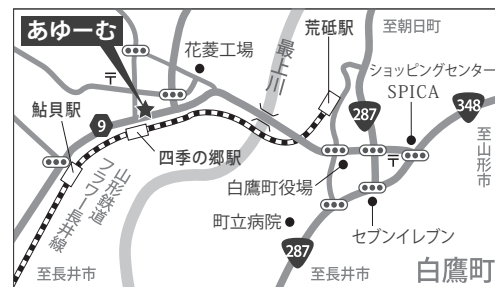 あゆーむ
〒
花菱工場
最上川
荒砥駅
至朝日町
ショッピングセンター
SPICA
鮎貝駅
9
287
348
至山形市
四季の郷駅
〒
白鷹町役場
山形鉄道
フラワー長井線
町立病院
セブンイレブン
287
至長井市
至長井市
白鷹町